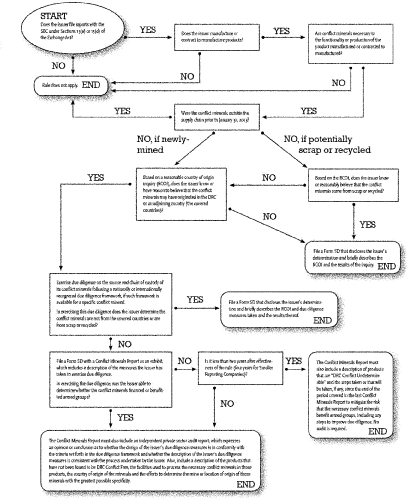 START
Does the issuer file reports with the
SEC under Sections 13(a) or 15(d) of
the Exchange Act?
YES
Does the issuer manufacture or
contract to manufacture products?
YES
Are conflict minerals necessary to
the functionality or production of the
product manufactured or contracted to
manufactured?
NO
NO
NO
Rule does not apply. END
YES
Were the conflict minerals outside the
supply chain prior to January 31, 2013?
YES
NO, if newly-
mined
NO, if potentially
scrap or recycled
YES
Based on a reasonable country of origin
inquiry (RCOI), does the issuer know or
have reason to believe that the conflict
minerals may have originated in the DRC
or an adjoining country (the covered
countries)?
NO
Based on the RCOI, does the issuer know
or reasonably believe that the conflict
minerals come from scrap or recycled?
NO
YES
File a Form SD that discloses the issuer's
determination and briefly describes the
RCOI and the results of the inquiry.
END
Exercise due diligence on the source and chain of custody of
its conflict minerals following a nationally or internationally
recognized due diligence framework, if such framework is
available for a specific conflict mineral.
In exercising this due diligence does the issuer determine the
conflict minerals are not from the covered countries or are
from scrap or recycled?
YES
File a Form SD that discloses the issuer's determina-
tion and briefly describes the RCOI and due diligence
measures taken and the results thereof.
END
NO
File a Form SD with a Conflict Minerals Report as an exhibit,
which includes a description of the measures the issuer has
taken to exercise due diligence.
In exercising the due diligence, was the issuer able to
determine whether the conflict minerals financed or benefited
armed groups?
NO
Is it less than two years after effective-
ness of the rule (four years for Smaller
Reporting Companies)?
YES
The Conflict Minerals Report must
also include a description of products
that are "DRC Conflict Undetermin-
able" and the steps taken or that will
be taken, if any, since the end of the
period covered in the last Conflict
Minerals Report to mitigate the risk
that the necessary conflict minerals
benefit armed groups, including any
steps to improve due diligence. No
audit is required.
END
YES
NO
The Conflict Minerals Report must also include an independent private sector audit report, which expresses
an opinion or conclusion as to whether the design of the issuer's due diligence measures is in conformity with
the criteria set forth in the due diligence framework and whether the description of the issuer's due diligence
measures is consistent with the process undertaken by the issuer. Also, include a description of the products that
have not been found to be DRC Conflict Free, the facilities used to process the necessary conflict minerals in those
products, the country of origin of the minerals and the efforts to determine the mine or location of origin of those
minerals with the greatest possible specificity.
END